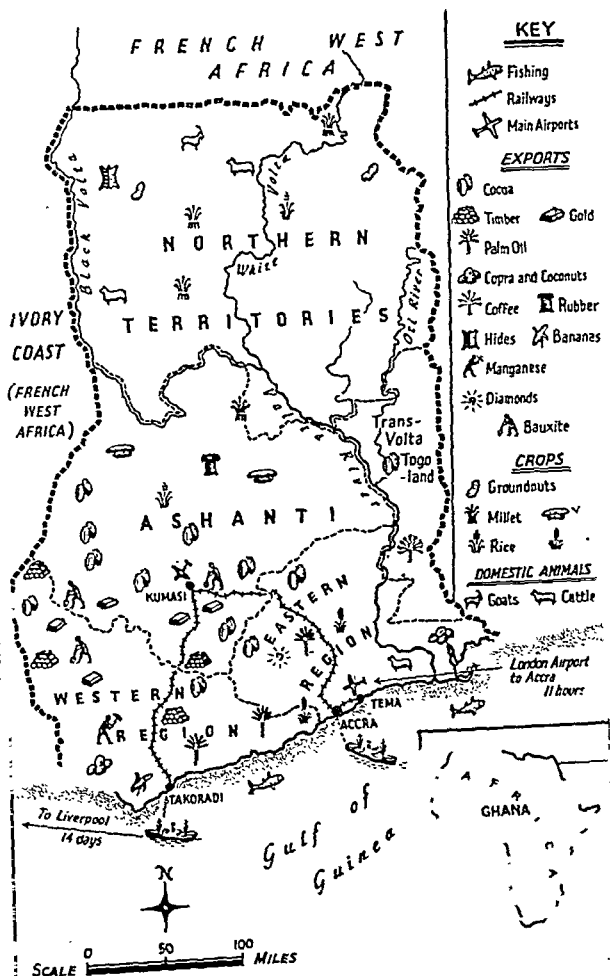 FRENCH WEST
AFRICA
Black Volta
White Volta
Oti River
NORTHERN
TERRITORIES
IVORY
COAST
(FRENCH
WEST
AFRICA)
VOLTA RIVER
Trans-
Volta
Togo
-land
ASHANTI
KUMASI
EASTERN
REGION
WESTERN
REGION
TEMA
ACCRA
TAKORADI
London Airport
to Accra
11 hours
To Liverpool
14 days
Gulf of
Guinea
N
SCALE 0 50 100 MILES
KEY
Fishing
Railways
Main Airports
EXPORTS
Cocoa
Timber Gold
Palm Oil
Copra and Coconuts
Coffee Rubber
Hides Bananas
Manganese
Diamonds
Bauxite
CROPS
Groundnuts
Millet
Rice
DOMESTIC ANIMALS
Goats Cattle
AFRICA
GHANA